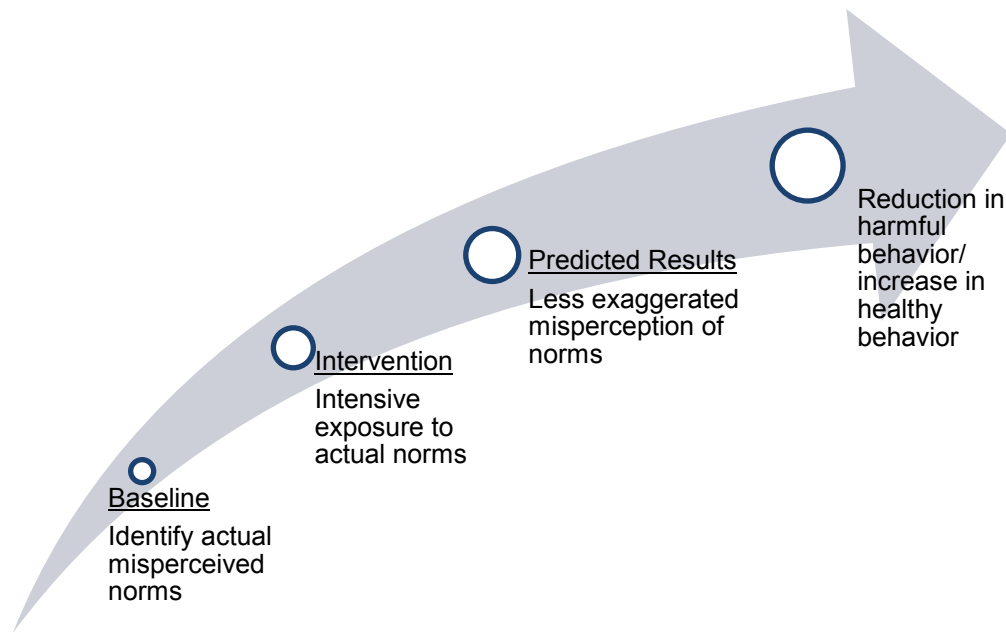 Baseline
Identify actual
misperceived
norms
Intervention
Intensive
exposure to
actual norms
Predicted Results
Less exaggerated
misperception of
norms
Reduction in
harmful
behavior/
increase in
healthy
behavior